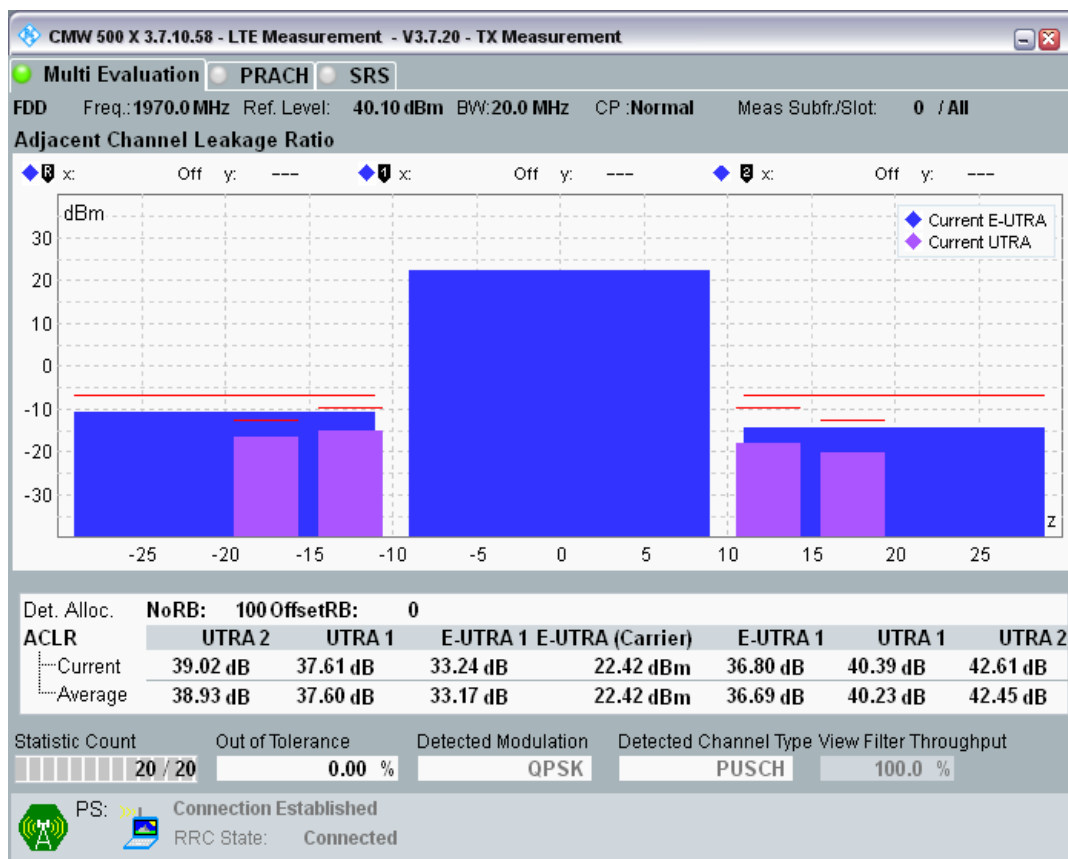 CMW 500 X 3.7.10.58 - LTE Measurement - V3.7.20 - TX Measurement
Multi Evaluation PRACH SRS
FDD Freq.:1970.0 MHz Ref. Level: 40.10 dBm BW:20.0 MHz CP :Normal Meas Subfr./Slot: 0 / All
Adjacent Channel Leakage Ratio
R x: Off y: --- 1 x: Off y: --- 2 x: Off y: ---
dBm
Current E-UTRA
Current UTRA
30
20
10
0
-10
-20
-30
z
-25 -20 -15 -10 -5 0 5 10 15 20 25
Det. Alloc. NoRB: 100 OffsetRB: 0
ACLR UTRA 2 UTRA 1 E-UTRA 1 E-UTRA (Carrier) E-UTRA 1 UTRA 1 UTRA 2
Current 39.02 dB 37.61 dB 33.24 dB 22.42 dBm 36.80 dB 40.39 dB 42.61 dB
Average 38.93 dB 37.60 dB 33.17 dB 22.42 dBm 36.69 dB 40.23 dB 42.45 dB
Statistic Count Out of Tolerance Detected Modulation Detected Channel Type View Filter Throughput
20 / 20 0.00 % QPSK PUSCH 100.0 %
PS: Connection Established
RRC State: Connected